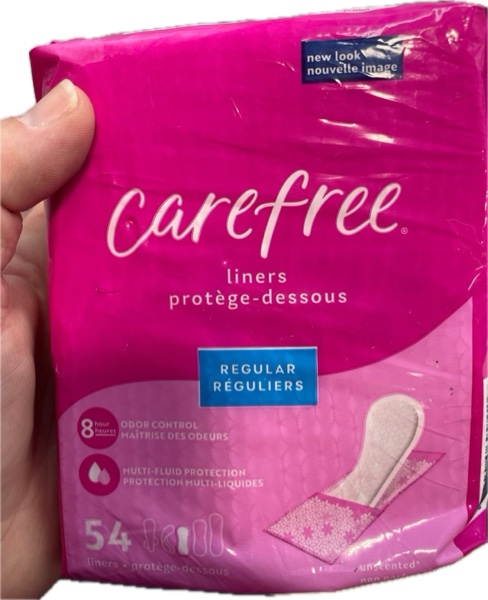 new look
nouvelle image
carefree®
liners
protège-dessous
REGULAR
RÉGULIERS
8 hour
heures
ODOR CONTROL
MAÎTRISE DES ODEURS
MULTI-FLUID PROTECTION
PROTECTION MULTI-LIQUIDES
54
liners • protège-dessous
unscented*
non